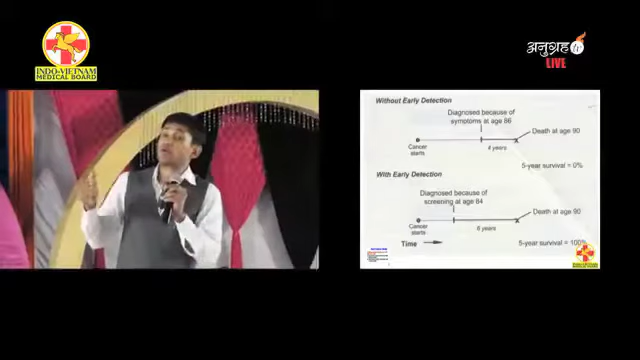 INDO-VIETNAM
MEDICAL BOARD
अनुग्रह
LIVE
Without Early Detection
Diagnosed because of
symptoms at age 86
Death at age 90
Cancer
starts
4 years
5-year survival = 0%
With Early Detection
Diagnosed because of
screening at age 84
Death at age 90
Cancer
starts
6 years
Time
5-year survival = 100%